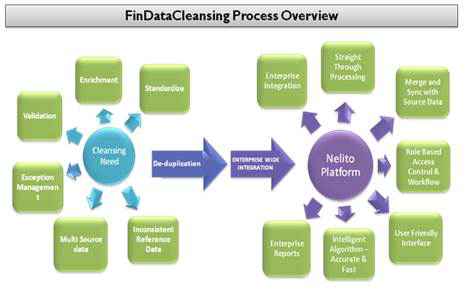 FinDataCleansing Process Overview
Enrichment
Standardize
Validation
Cleansing
Need
Exception
Managemen
t
Multi Source
data
Inconsistent
Reference
Data
De-duplication
ENTERPRISE WIDE
INTEGRATION
Enterprise
Integration
Straight
Through
Processing
Merge and
Sync with
Source Data
Nelito
Platform
Role Based
Access
Control &
Workflow
User Friendly
Interface
Intelligent
Algorithm –
Accurate &
Fast
Enterprise
Reports